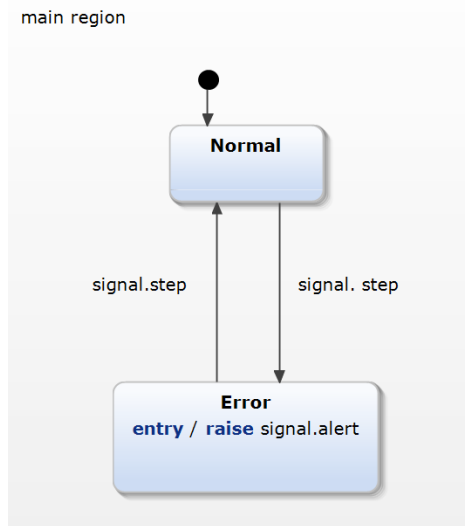 main region
Normal
signal.step
signal. step
Error
entry / raise signal.alert